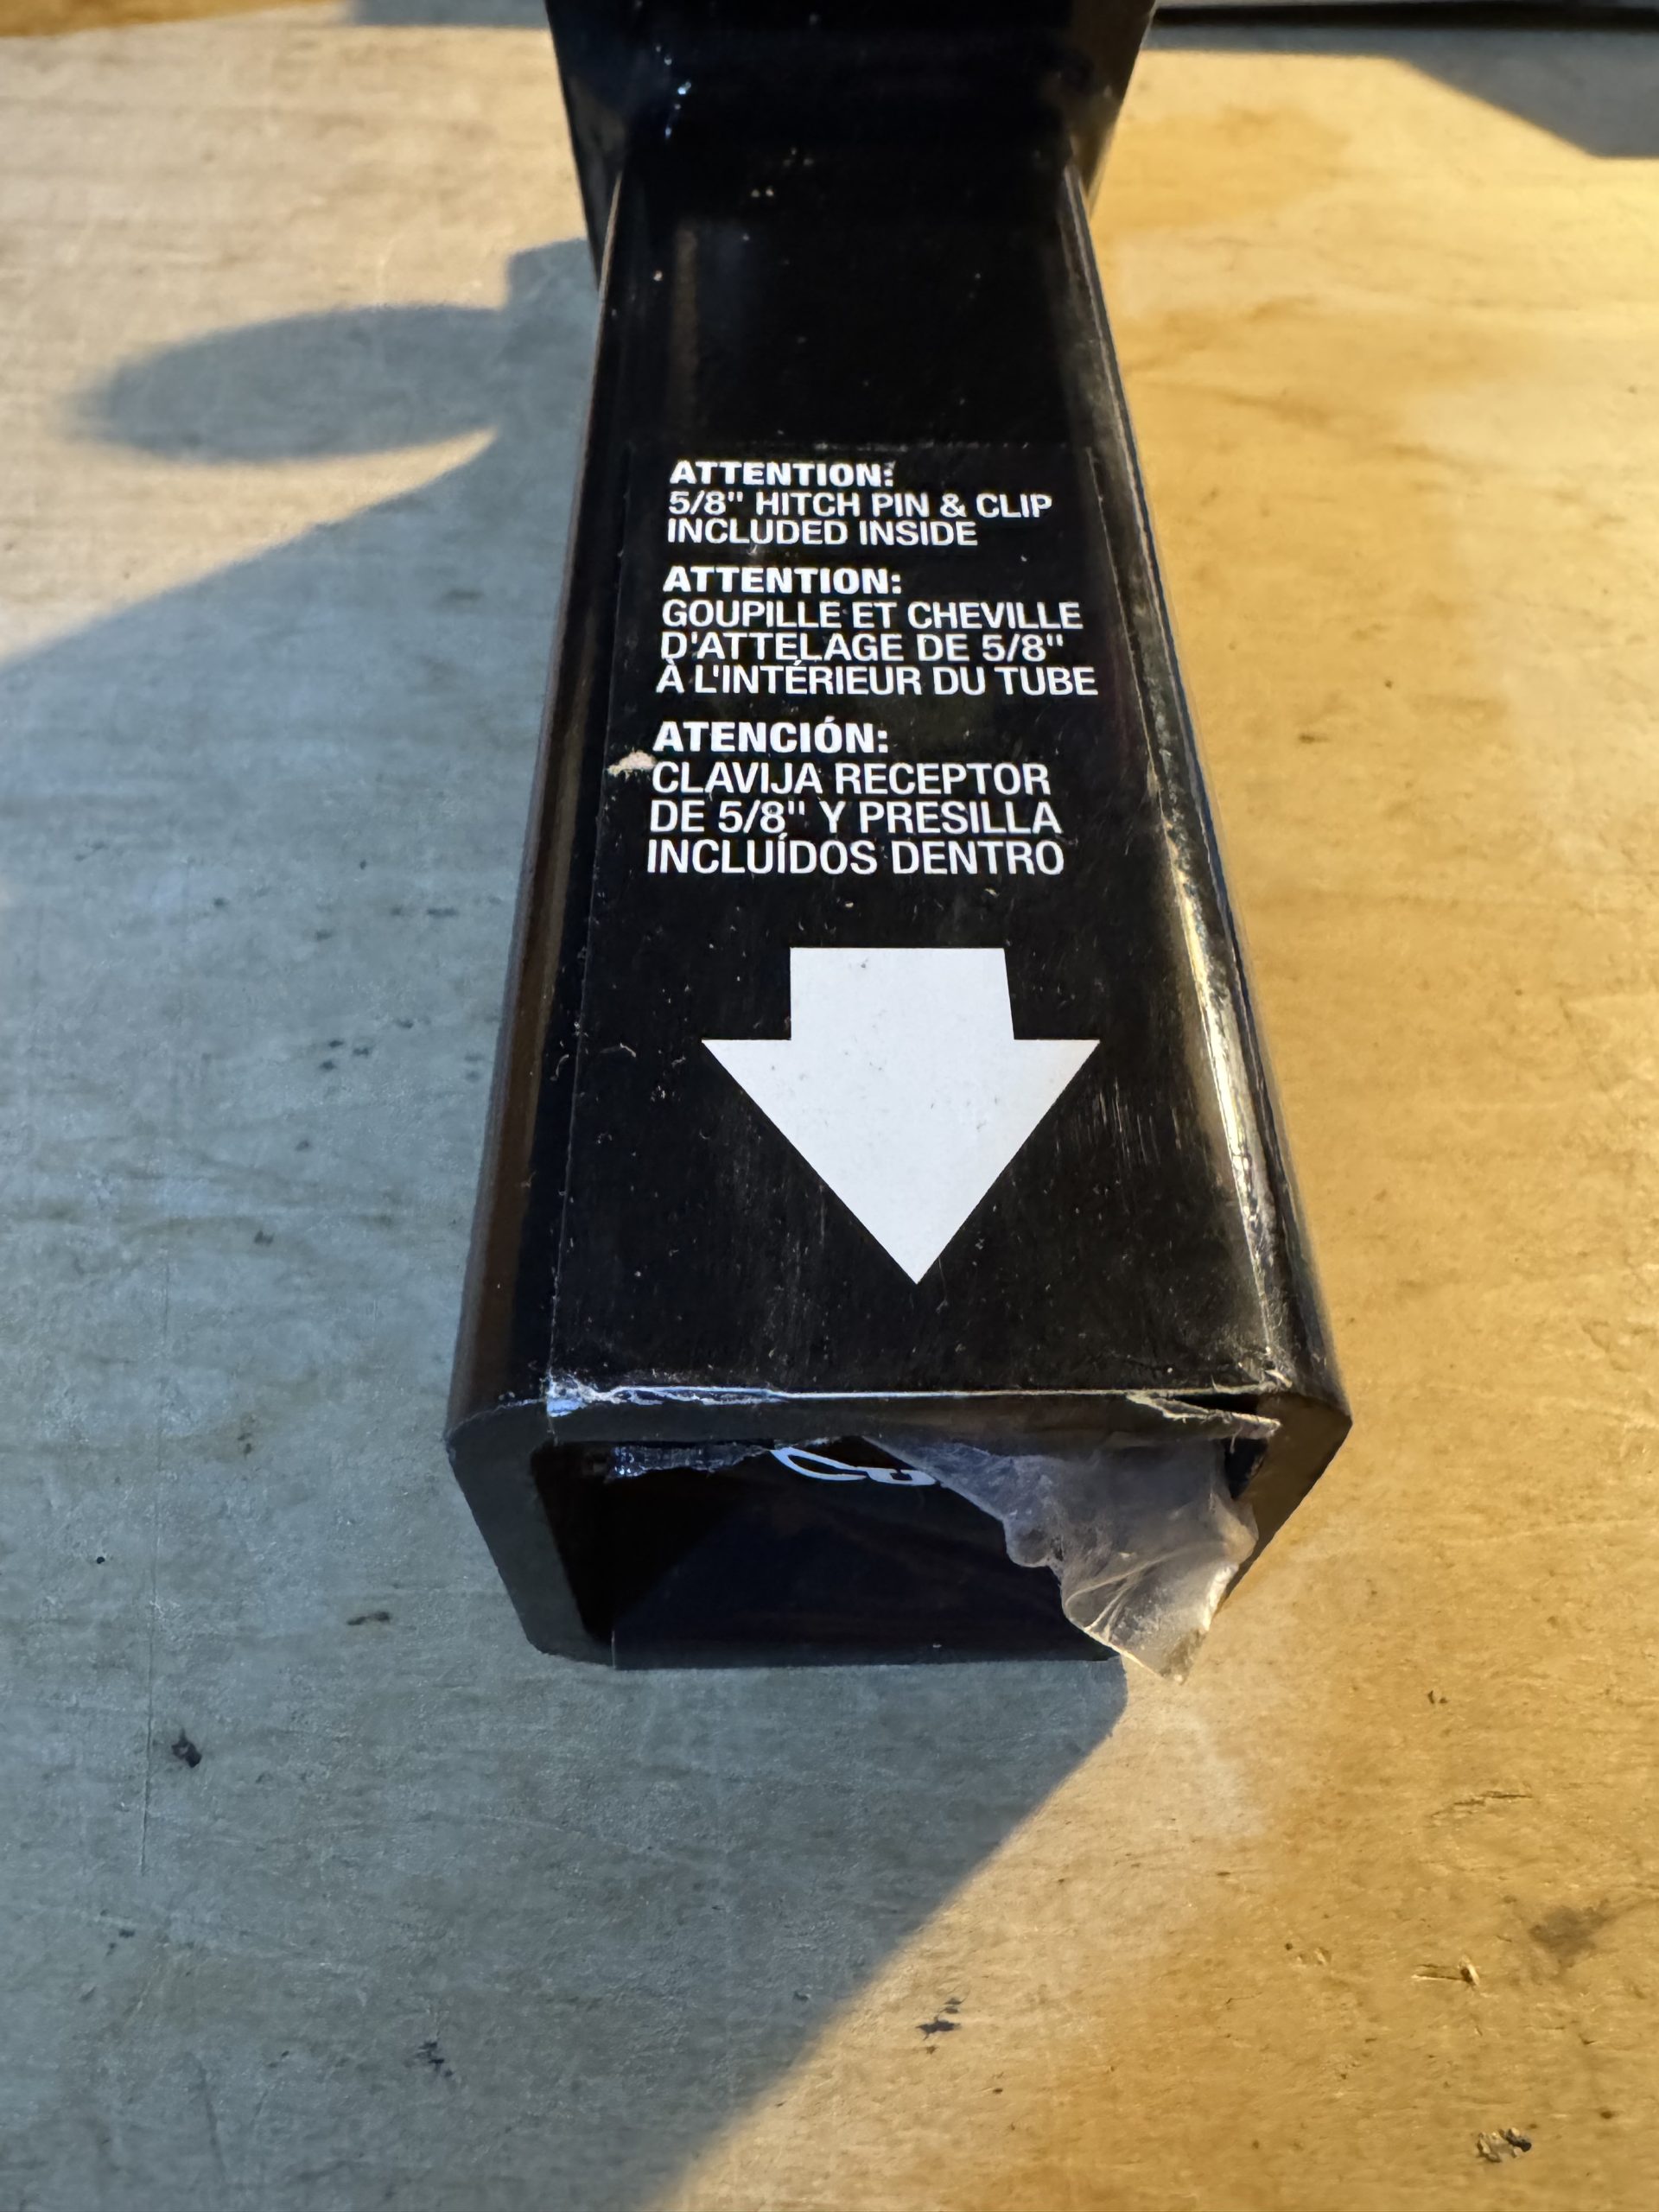 ATTENTION:
5/8" HITCH PIN & CLIP
INCLUDED INSIDE
ATTENTION:
GOUPILLE ET CHEVILLE
D'ATTELAGE DE 5/8"
À L'INTÉRIEUR DU TUBE
ATENCIÓN:
CLAVIJA RECEPTOR
DE 5/8" Y PRESILLA
INCLUÍDOS DENTRO